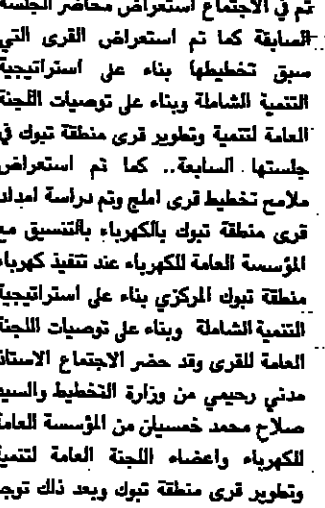 تم في الاجتماع استعراض محاضر الجلسة
السابقة كما تم استعراض القرى التي
سبق تخطيطها بناء على استراتيجية
التنمية الشاملة وبناء على توصيات اللجنة
العامة لتنمية وتطوير قرى منطقة تبوك في
جلستها السابعة.. كما تم استعراض
ملامح تخطيط قرى املج وتم دراسة امداد
قرى منطقة تبوك بالكهرباء بالتنسيق مع
المؤسسة العامة للكهرباء عند تنفيذ كهرباء
منطقة تبوك المركزي بناء على استراتيجية
التنمية الشاملة وبناء على توصيات اللجنة
العامة للقرى وقد حضر الاجتماع الاستاذ
مدني رحيمي من وزارة التخطيط والسيد
صلاح محمد خمسيان من المؤسسة العامة
للكهرباء واعضاء اللجنة العامة لتنمية
وتطوير قرى منطقة تبوك وبعد ذلك توجه